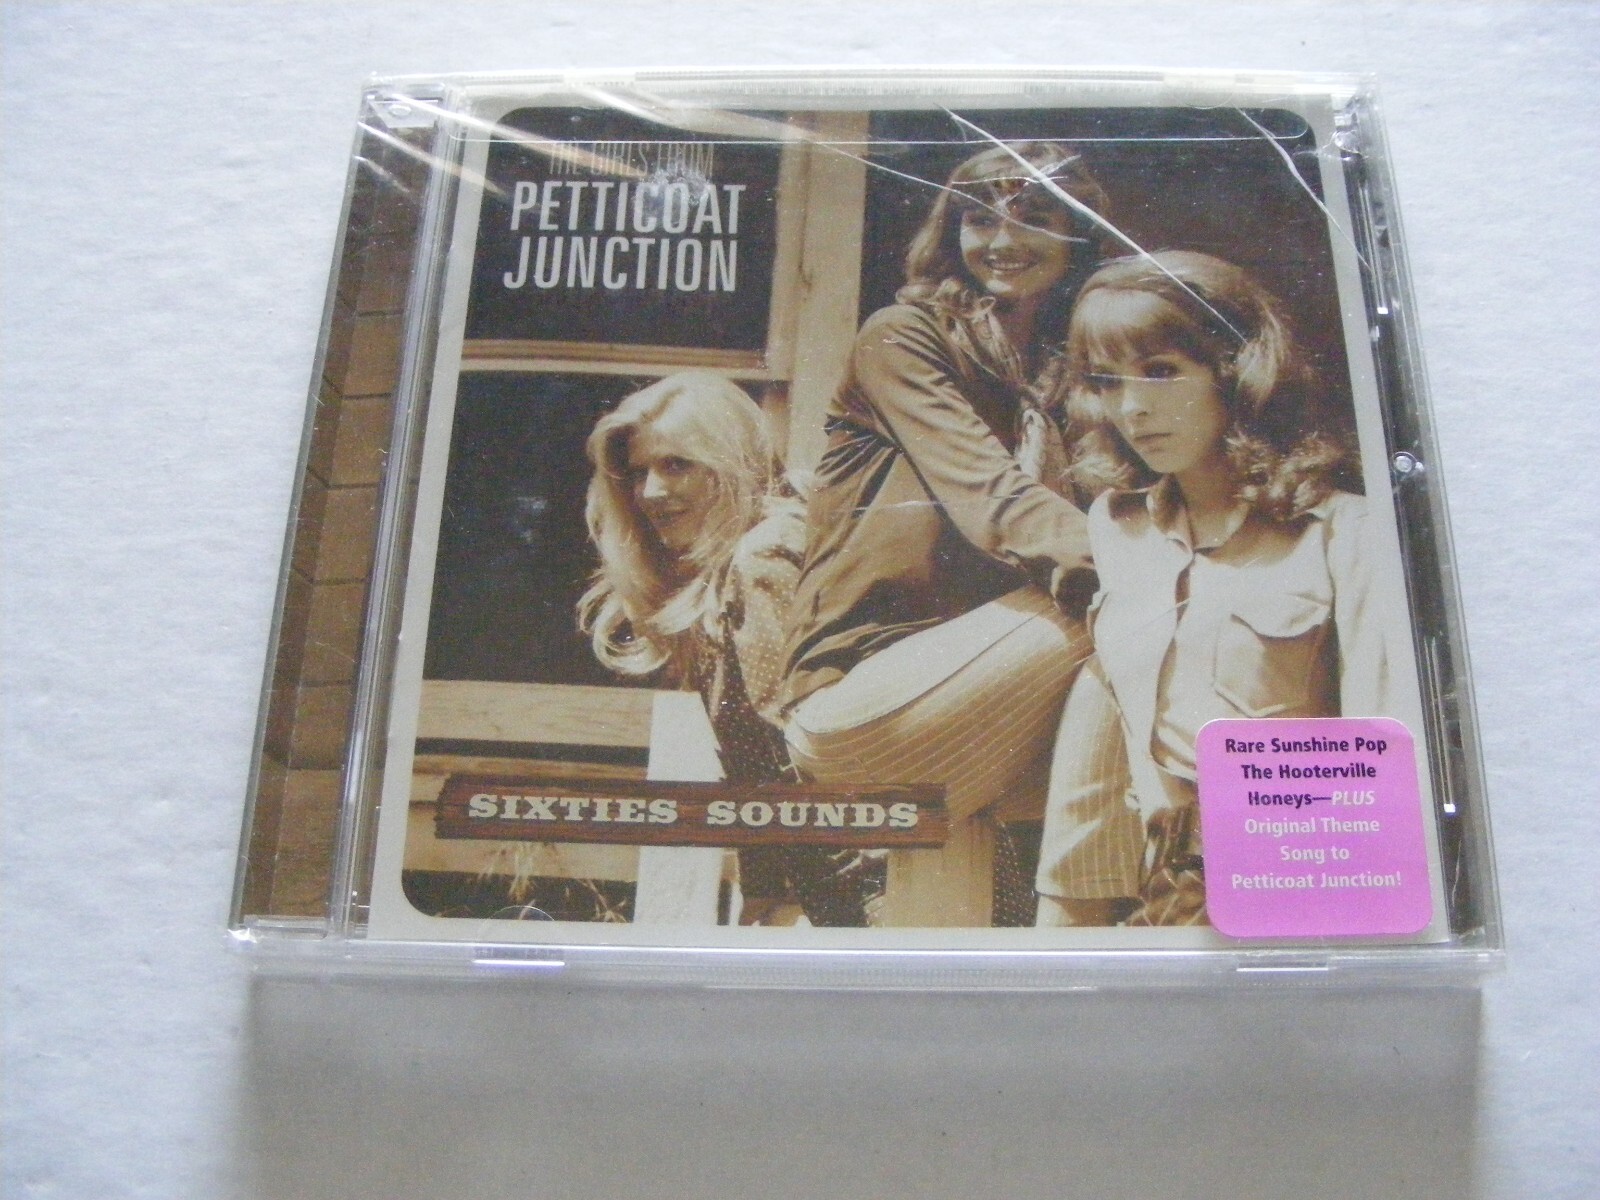 THE GIRLS FROM
PETTICOAT
JUNCTION
SIXTIES SOUNDS
Rare Sunshine Pop
The Hooterville
Honeys—PLUS
Original Theme
Song to
Petticoat Junction!